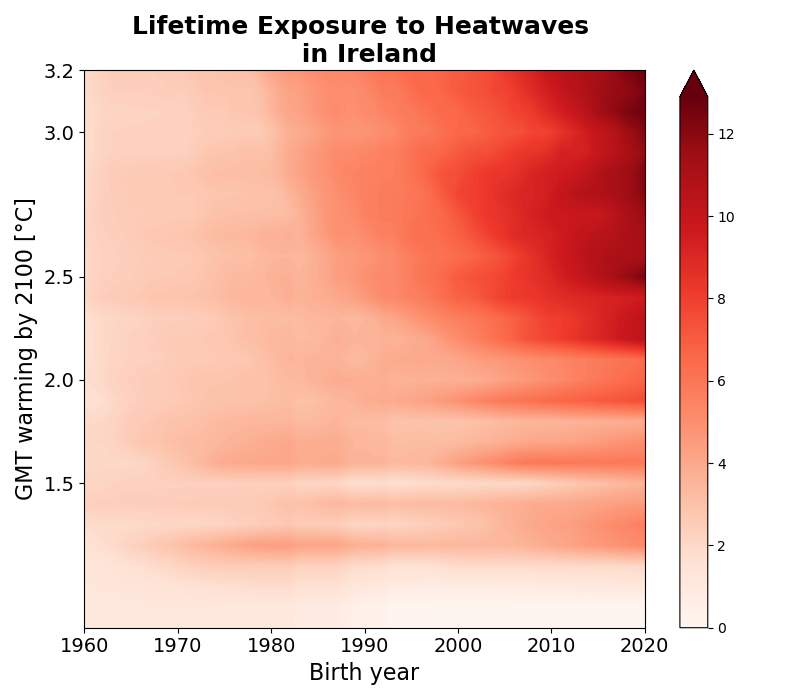 Lifetime Exposure to Heatwaves
in Ireland
GMT warming by 2100 [°C]
3.2
3.0
2.5
2.0
1.5
1960 1970 1980 1990 2000 2010 2020
Birth year
12
10
8
6
4
2
0